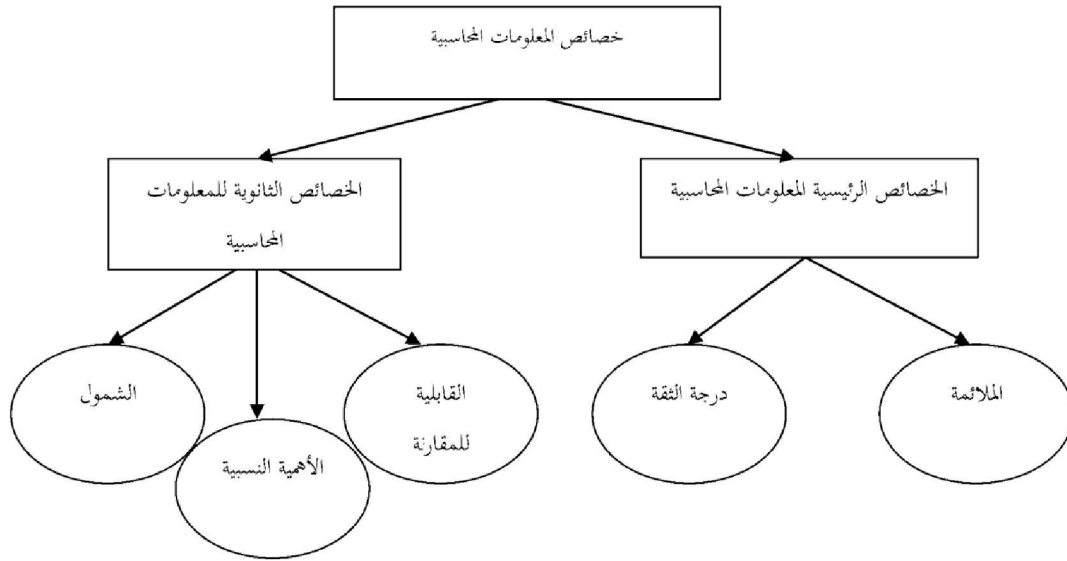 خصائص المعلومات المحاسبية
الخصائص الرئيسية المعلومات المحاسبية
الخصائص الثانوية للمعلومات
المحاسبية
الملائمة
درجة الثقة
القابلية
للمقارنة
الأهمية النسبية
الشمول